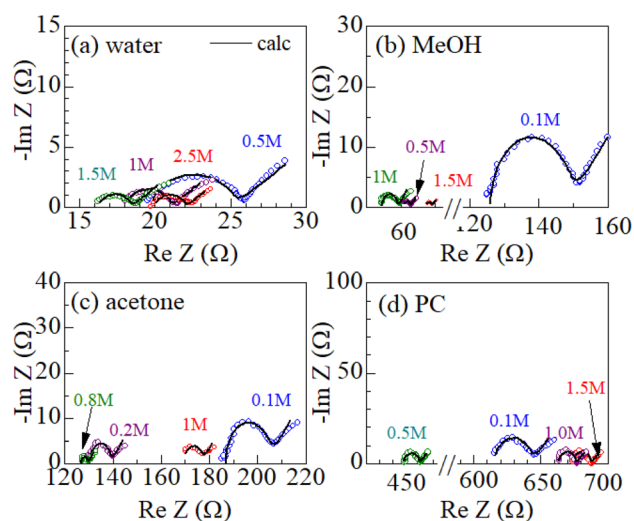 (a) water
calc
1.5M
1M
2.5M
0.5M
-Im Z (Ω)
15
10
5
0
15
20
25
30
Re Z (Ω)
(b) MeOH
0.1M
0.5M
1M
1.5M
-Im Z (Ω)
30
20
10
0
60
120
140
160
Re Z (Ω)
(c) acetone
0.8M
0.2M
1M
0.1M
-Im Z (Ω)
40
30
20
10
0
120
140
160
180
200
220
Re Z (Ω)
(d) PC
0.5M
0.1M
1.0M
1.5M
-Im Z (Ω)
100
50
0
450
600
650
700
Re Z (Ω)